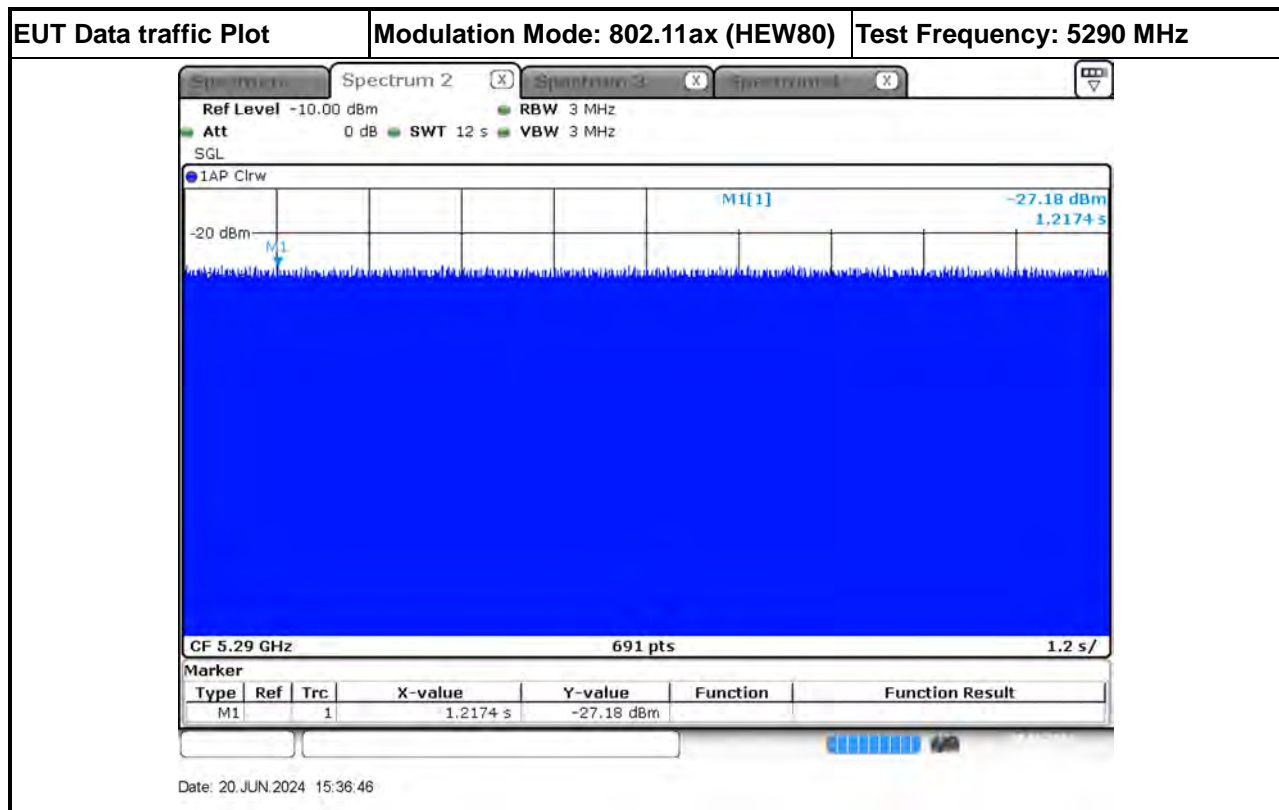 EUT Data traffic Plot Modulation Mode: 802.11ax (HEW80) Test Frequency: 5290 MHz
Spectrum 2
Ref Level -10.00 dBm RBW 3 MHz
Att 0 dB SWT 12 s VBW 3 MHz
SGL
1AP Clrw
M1[1] -27.18 dBm
1.2174 s
-20 dBm
M1
CF 5.29 GHz 691 pts 1.2 s/
Marker
Type Ref Trc X-value Y-value Function Function Result
M1 1 1.2174 s -27.18 dBm
Date: 20.JUN.2024 15:36:46